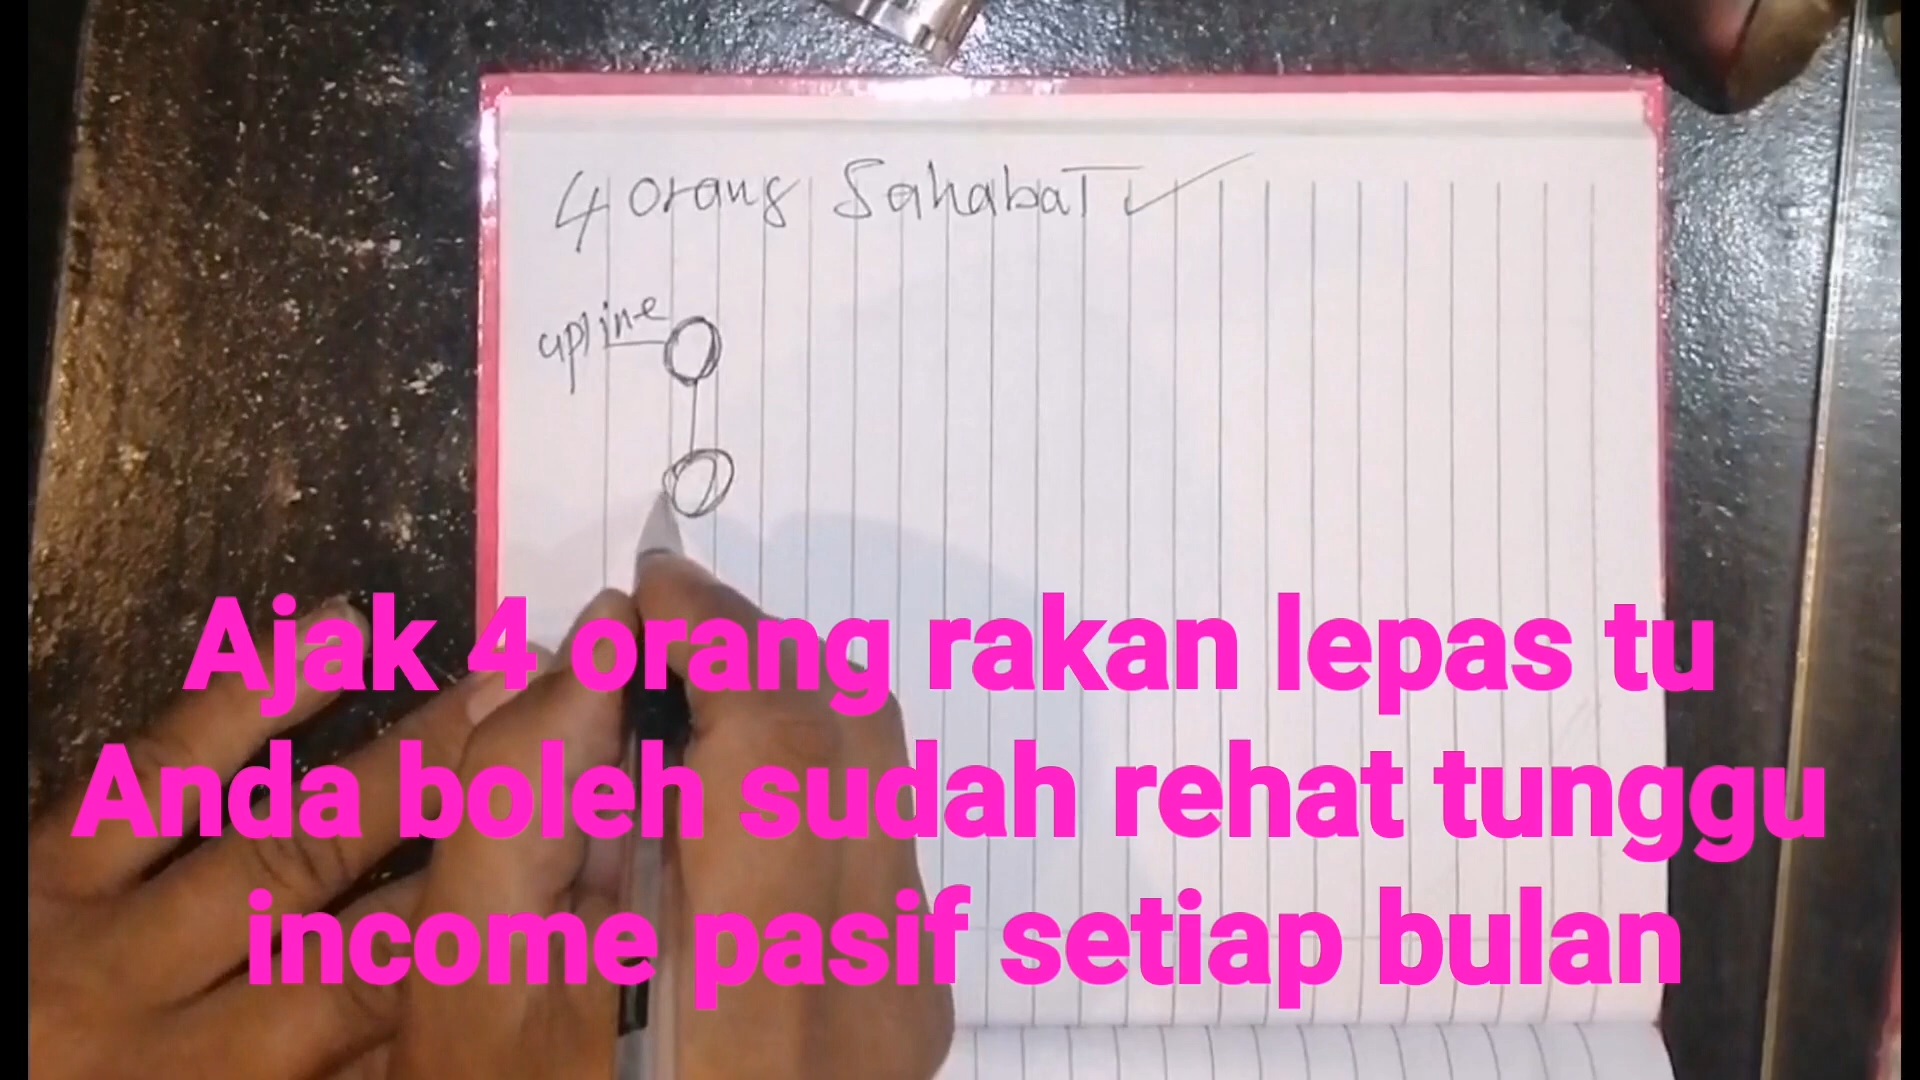 4 orang Sahabat
upline
Ajak 4 orang rakan lepas tu
Anda boleh sudah rehat tunggu
income pasif setiap bulan